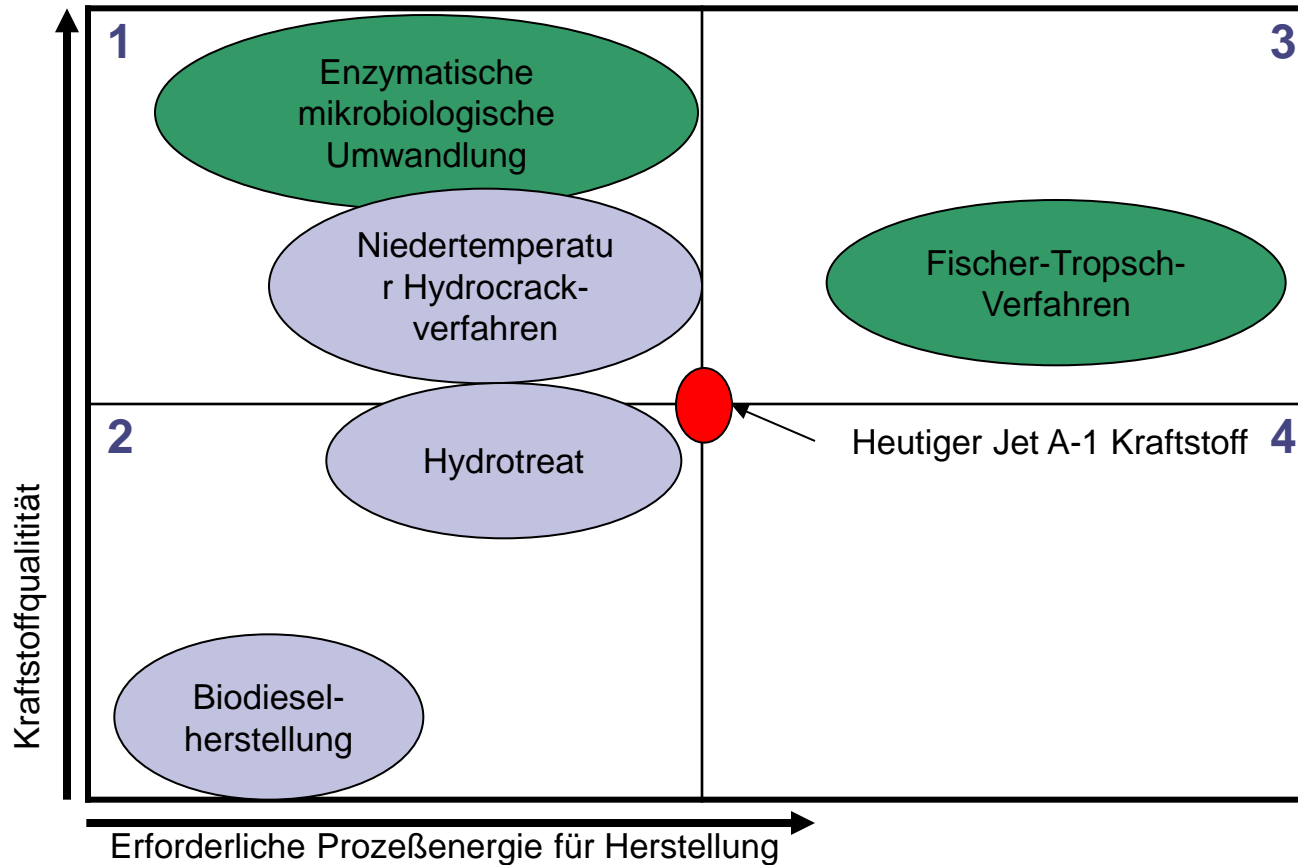 1
3
Enzymatische
mikrobiologische
Umwandlung
Niedertemperatu
r Hydrocrack-
verfahren
Fischer-Tropsch-
Verfahren
2
Hydrotreat
Heutiger Jet A-1 Kraftstoff
4
Biodiesel-
herstellung
Kraftstoffqualitität
Erforderliche Prozeßenergie für Herstellung